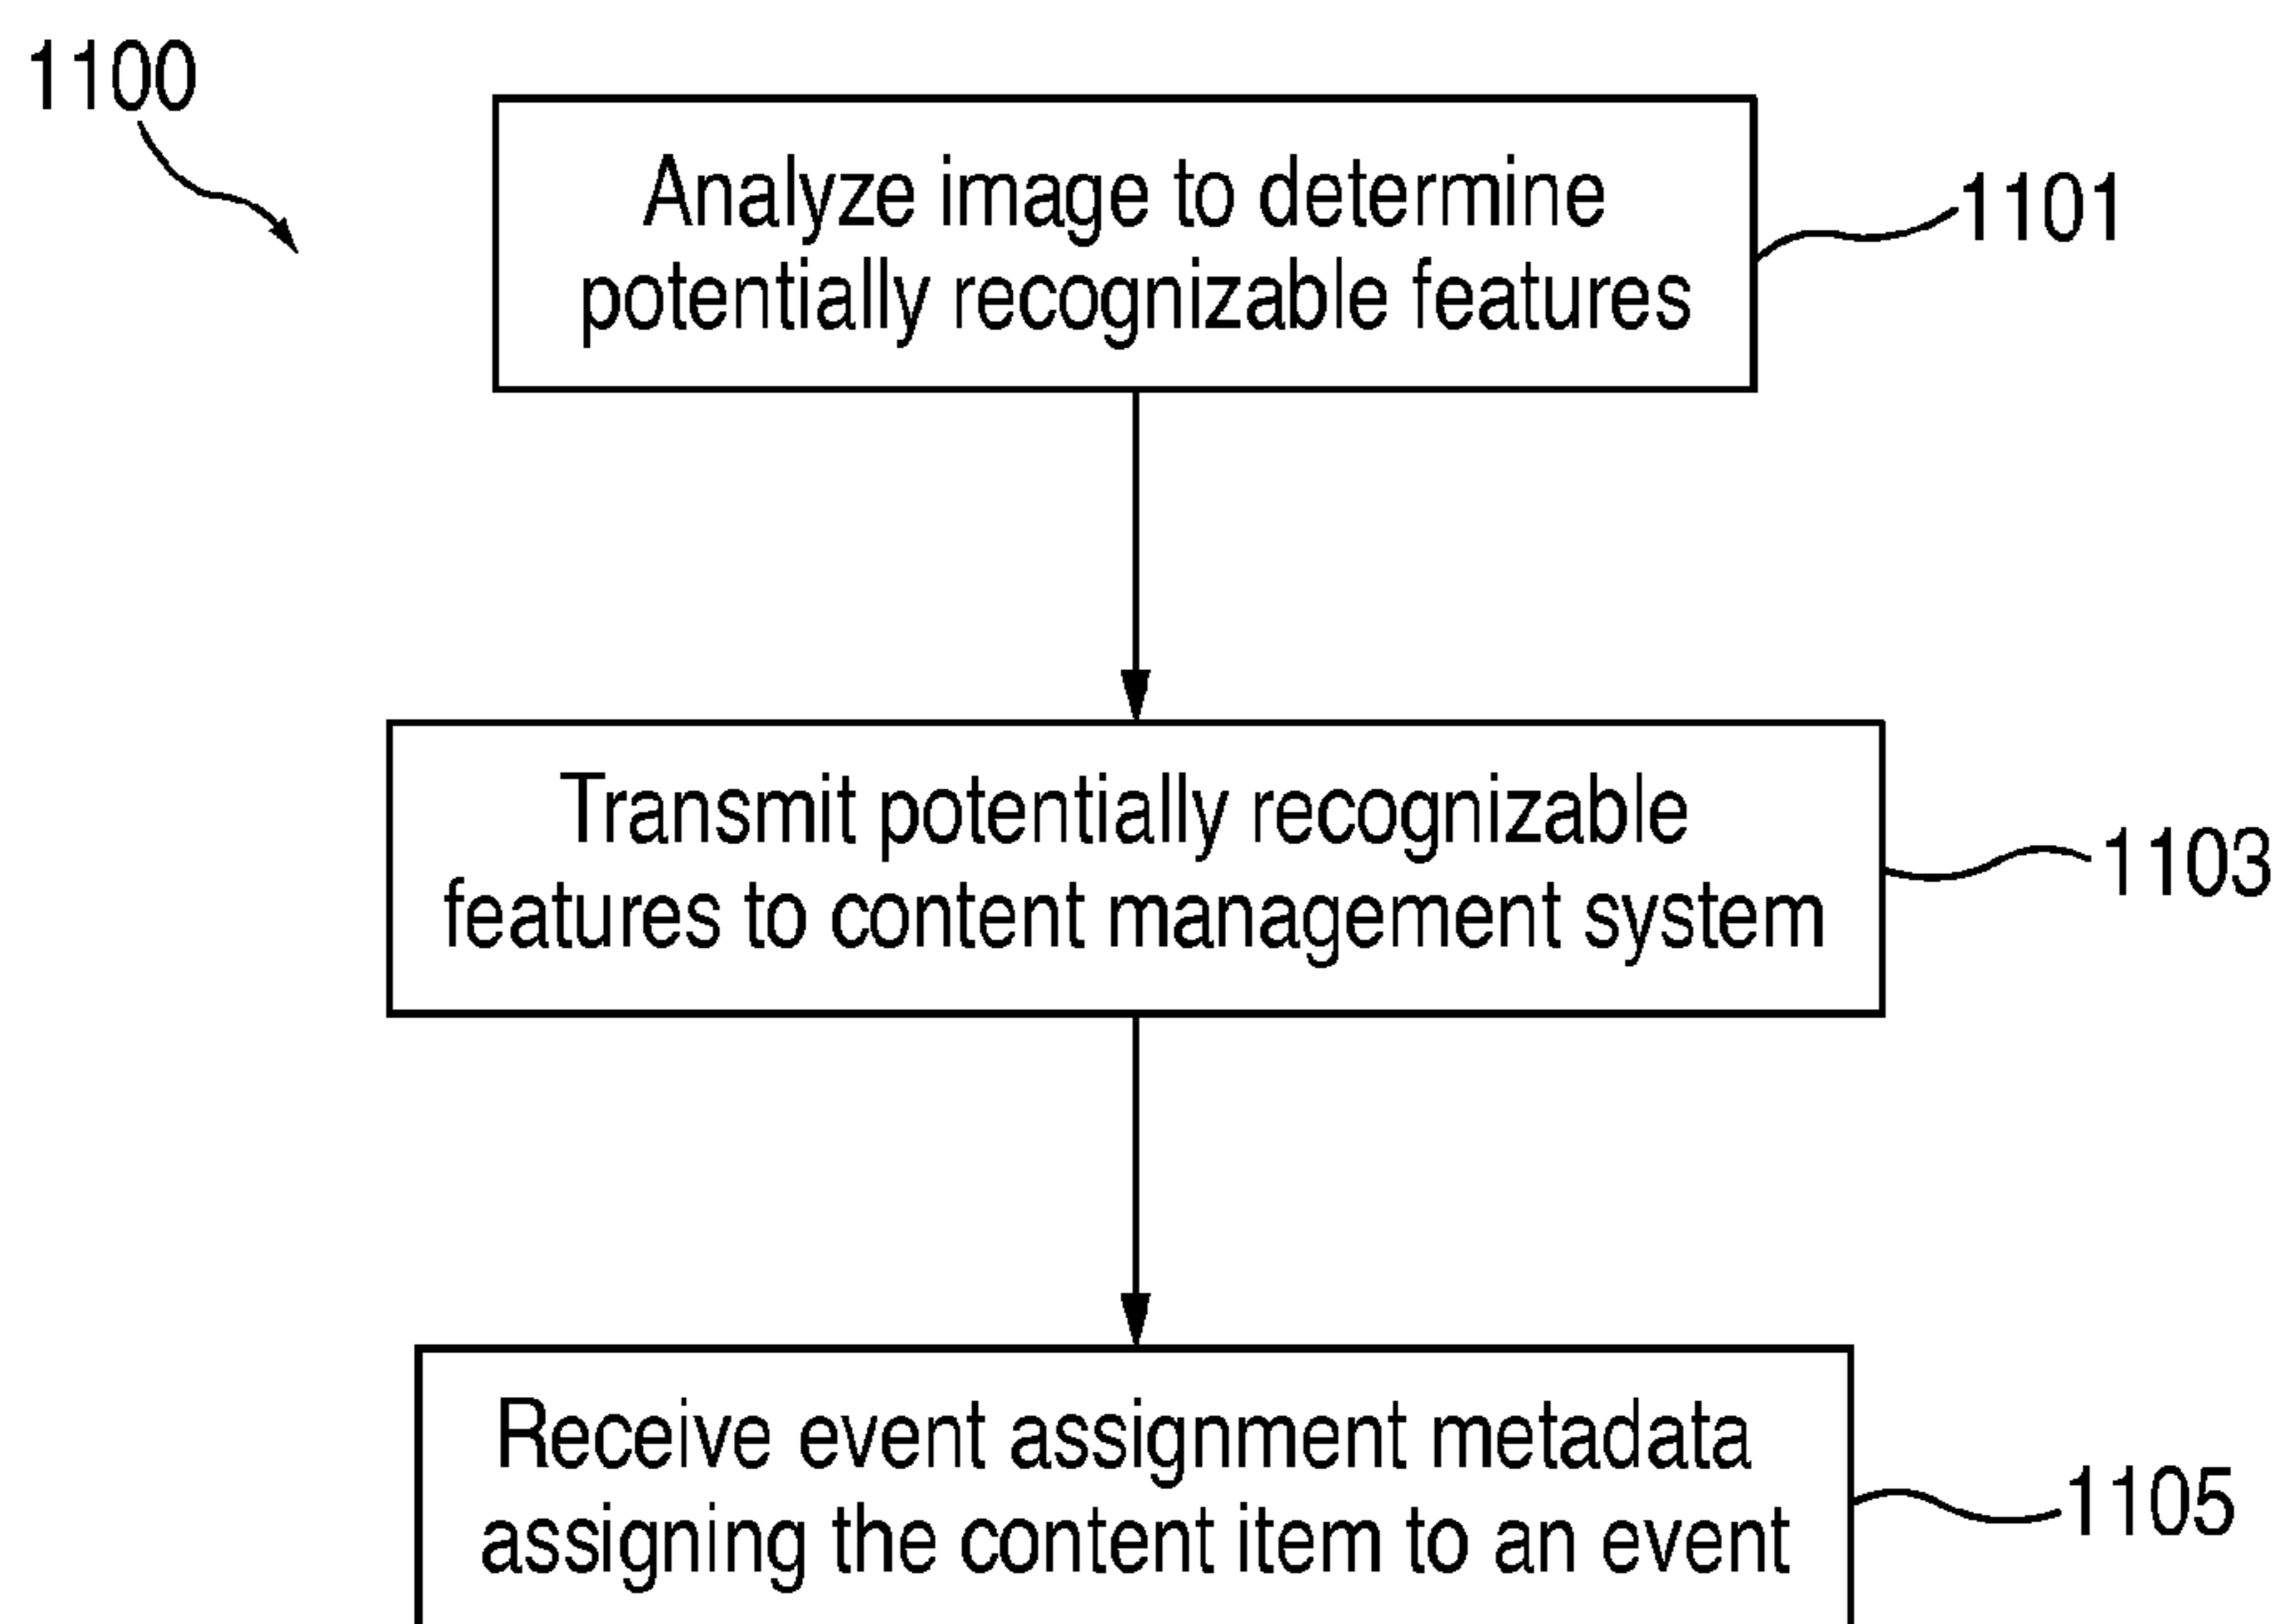 1100
Analyze image to determine
potentially recognizable features
1101
Transmit potentially recognizable
features to content management system
1103
Receive event assignment metadata
assigning the content item to an event
1105